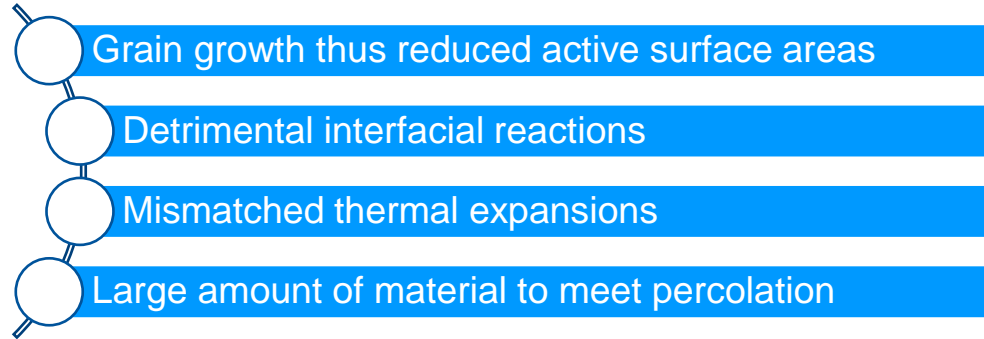 Grain growth thus reduced active surface areas
Detrimental interfacial reactions
Mismatched thermal expansions
Large amount of material to meet percolation